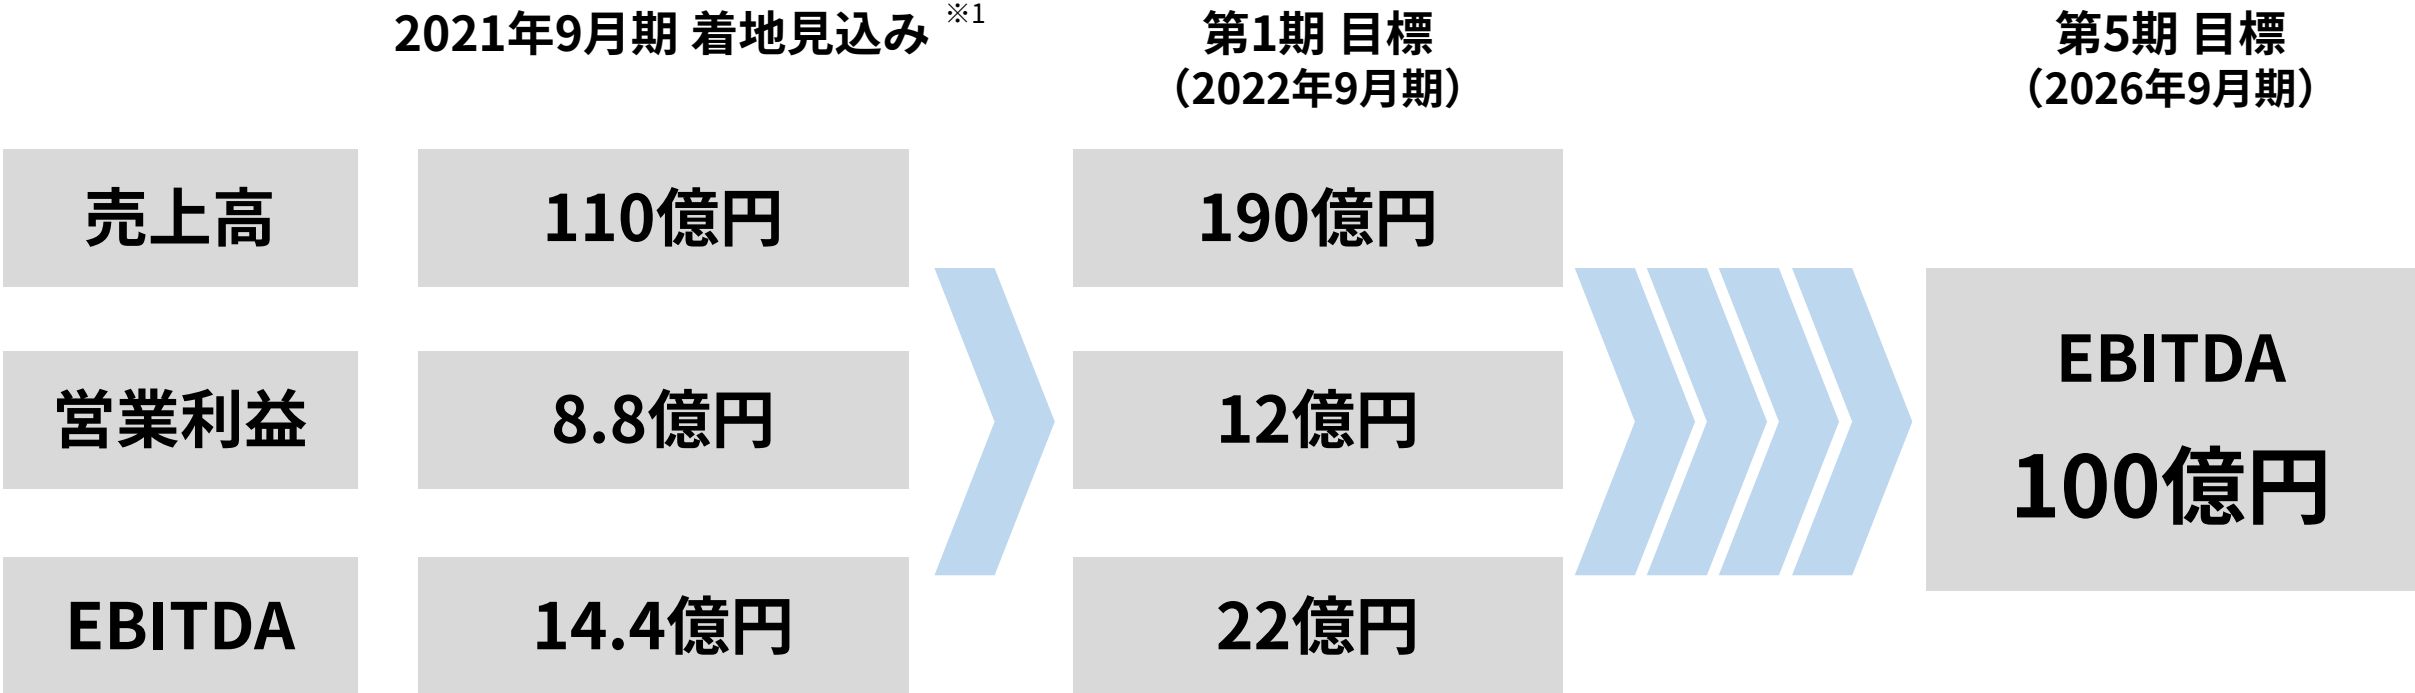 2021年9月期 着地見込み ※1
第1期 目標
（2022年9月期）
第5期 目標
（2026年9月期）
売上高
110億円
190億円
営業利益
8.8億円
12億円
EBITDA
14.4億円
22億円
EBITDA
100億円